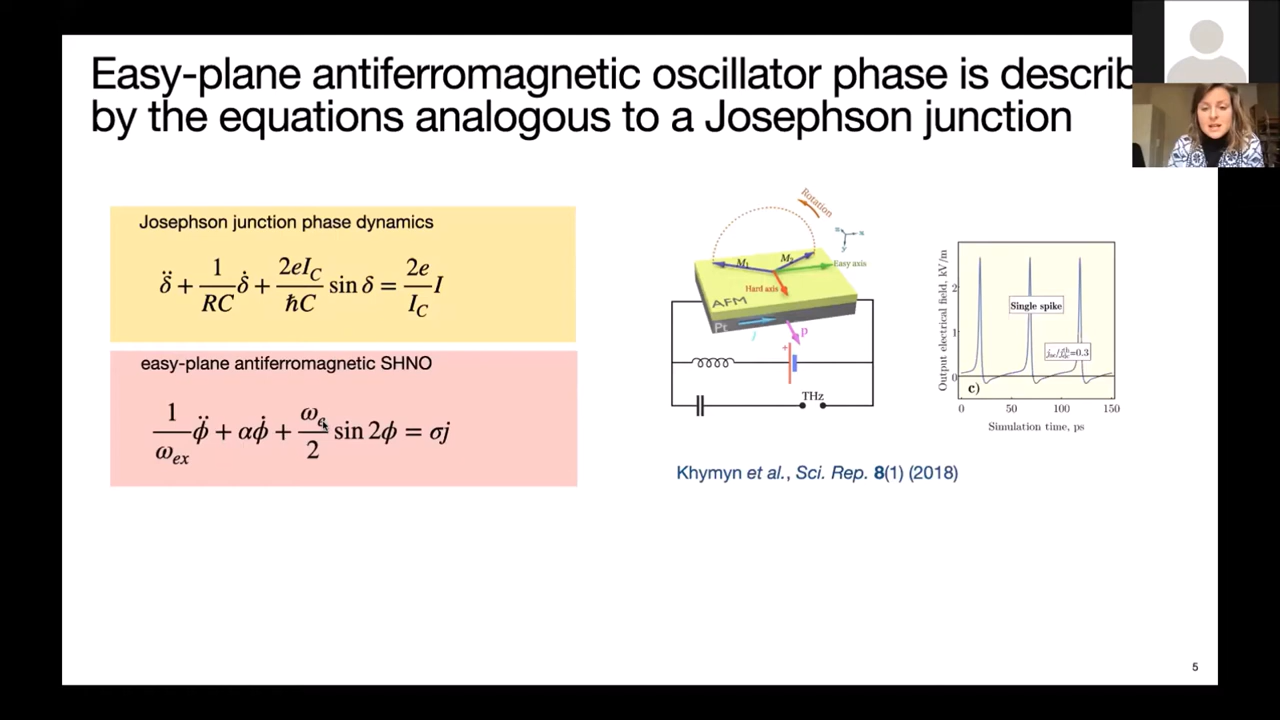 Easy-plane antiferromagnetic oscillator phase is describ
by the equations analogous to a Josephson junction
Josephson junction phase dynamics
δ̈ + 1/RC δ̇ + 2eI_C/ℏC sin δ = 2e/I_C I
easy-plane antiferromagnetic SHNO
1/ω_ex ϕ̈ + αϕ̇ + ω_e/2 sin 2ϕ = σj
Rotation
x
y
M₁
M₂
Easy axis
Hard axis
AFM
Pt
j
p
+
THz
Output electrical field, kV/m
2
1
0
Single spike
c)
0 50 100 150
Simulation time, ps
Khymyn et al., Sci. Rep. 8(1) (2018)
5